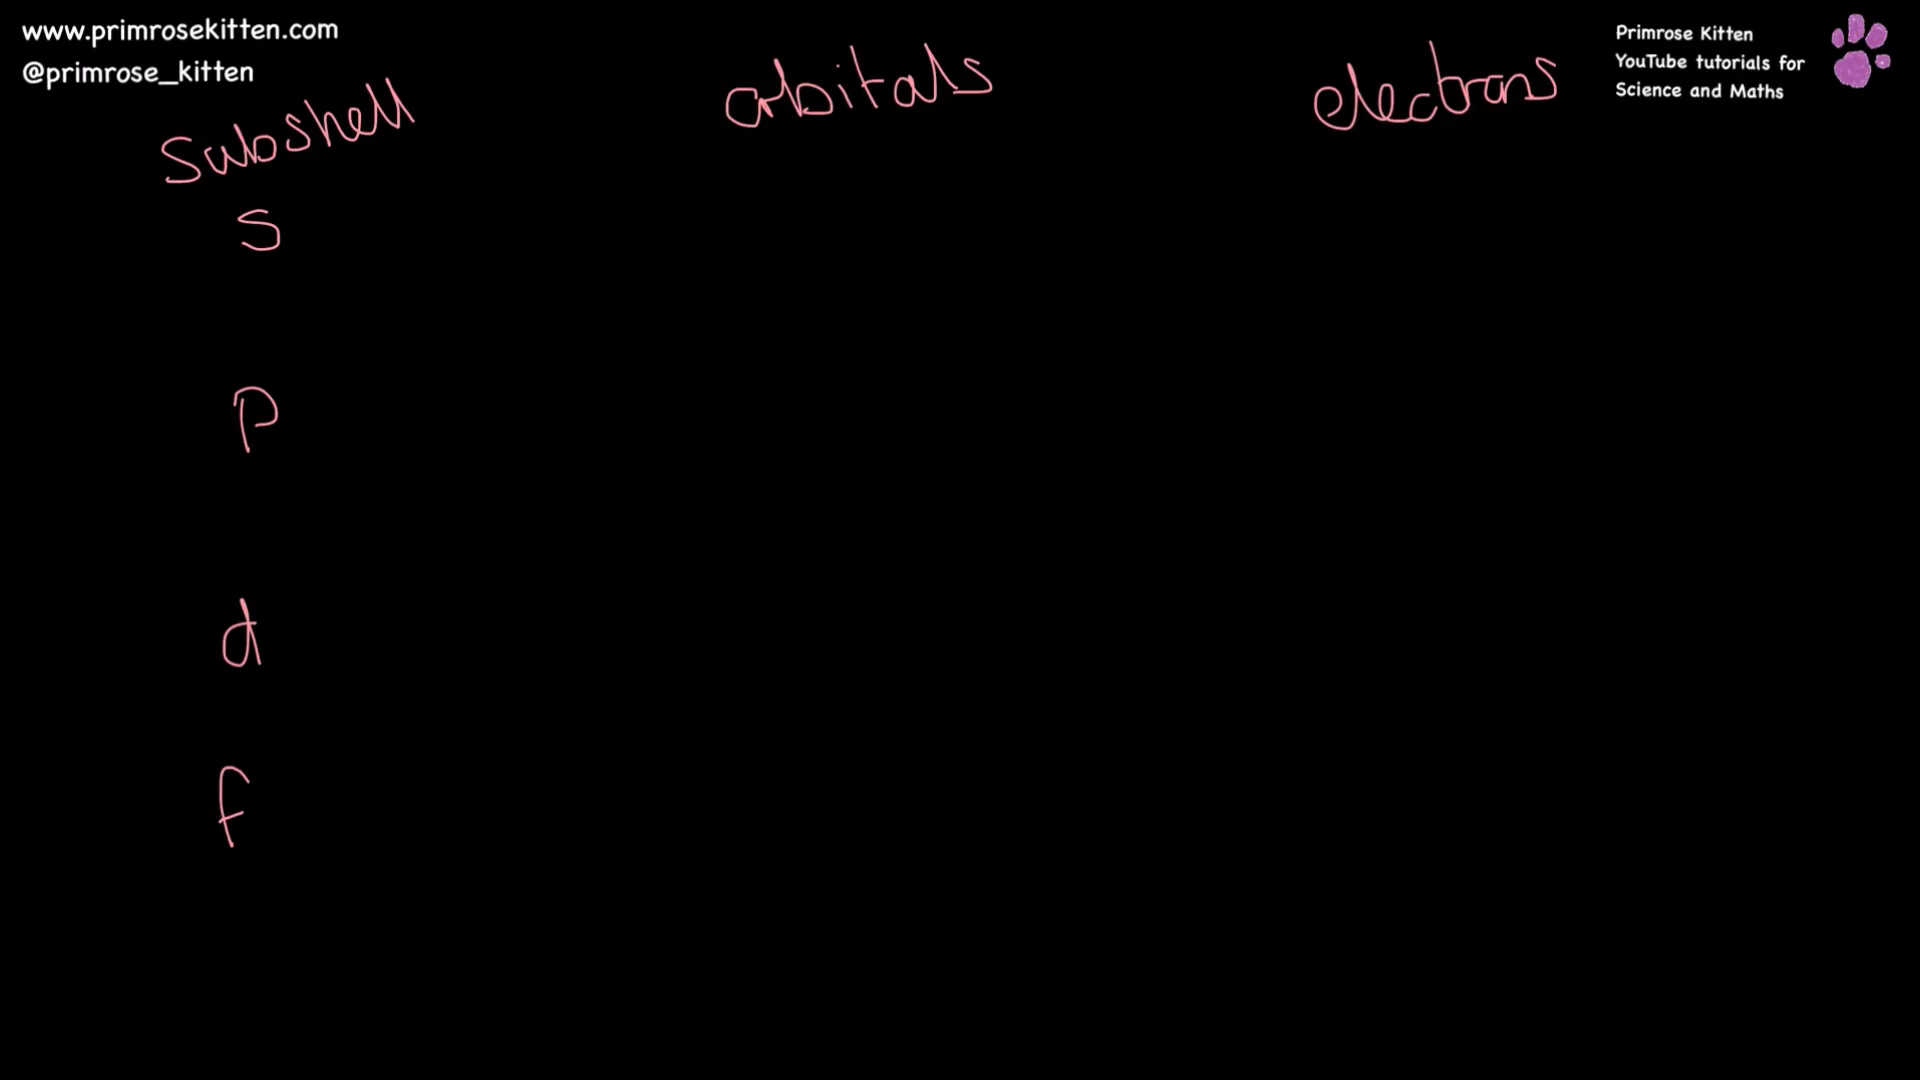 www.primrosekitten.com
@primrose_kitten
Primrose Kitten
YouTube tutorials for
Science and Maths
Subshell orbitals electrons
s
p
d
f